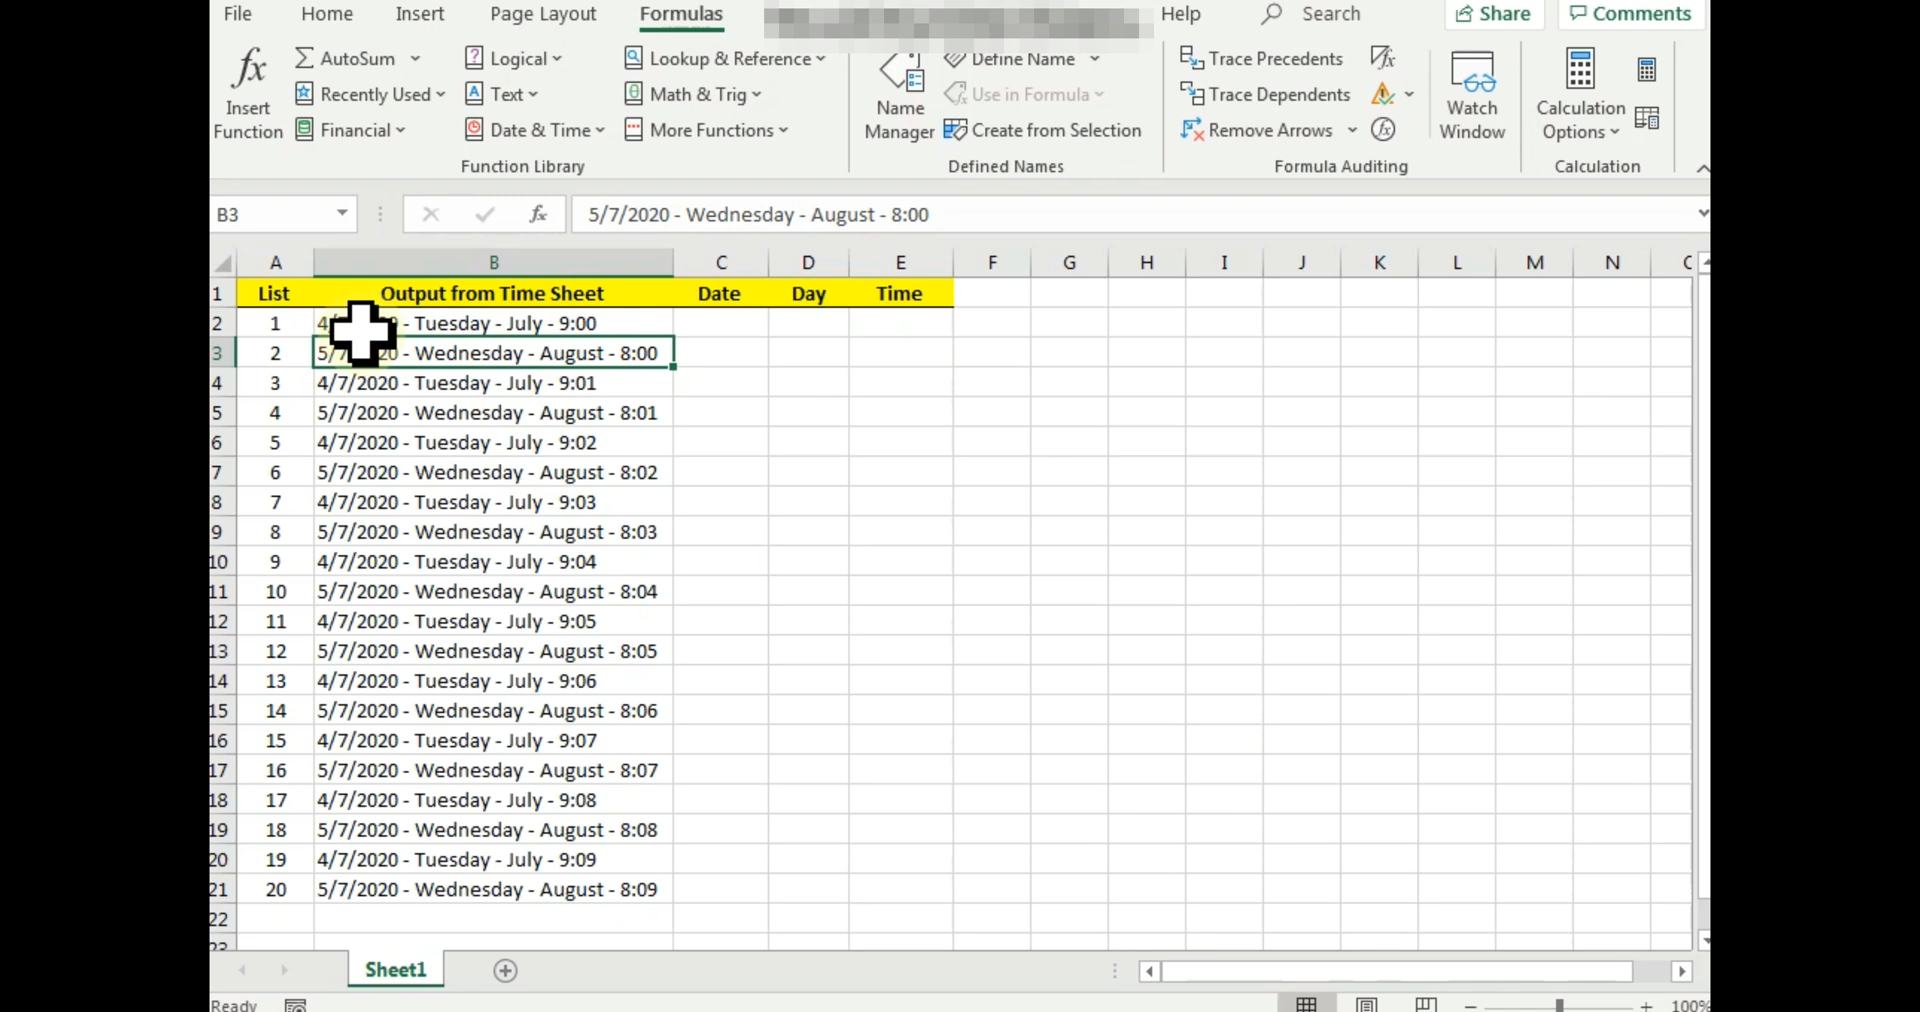 File Home Insert Page Layout Formulas Help Search Share Comments
AutoSum Logical Lookup & Reference Define Name Trace Precedents
Recently Used Text Math & Trig Use in Formula Trace Dependents
Insert Function Financial Date & Time More Functions Name Manager Create from Selection Remove Arrows Watch Window Calculation Options
Function Library Defined Names Formula Auditing Calculation
B3 fx 5/7/2020 - Wednesday - August - 8:00
A B C D E F G H I J K L M N
1 List Output from Time Sheet Date Day Time
2 1 - Tuesday - July - 9:00
3 2 - Wednesday - August - 8:00
4 3 4/7/2020 - Tuesday - July - 9:01
5 4 5/7/2020 - Wednesday - August - 8:01
6 5 4/7/2020 - Tuesday - July - 9:02
7 6 5/7/2020 - Wednesday - August - 8:02
8 7 4/7/2020 - Tuesday - July - 9:03
9 8 5/7/2020 - Wednesday - August - 8:03
10 9 4/7/2020 - Tuesday - July - 9:04
11 10 5/7/2020 - Wednesday - August - 8:04
12 11 4/7/2020 - Tuesday - July - 9:05
13 12 5/7/2020 - Wednesday - August - 8:05
14 13 4/7/2020 - Tuesday - July - 9:06
15 14 5/7/2020 - Wednesday - August - 8:06
16 15 4/7/2020 - Tuesday - July - 9:07
17 16 5/7/2020 - Wednesday - August - 8:07
18 17 4/7/2020 - Tuesday - July - 9:08
19 18 5/7/2020 - Wednesday - August - 8:08
20 19 4/7/2020 - Tuesday - July - 9:09
21 20 5/7/2020 - Wednesday - August - 8:09
22
23
Sheet1
Ready 100%